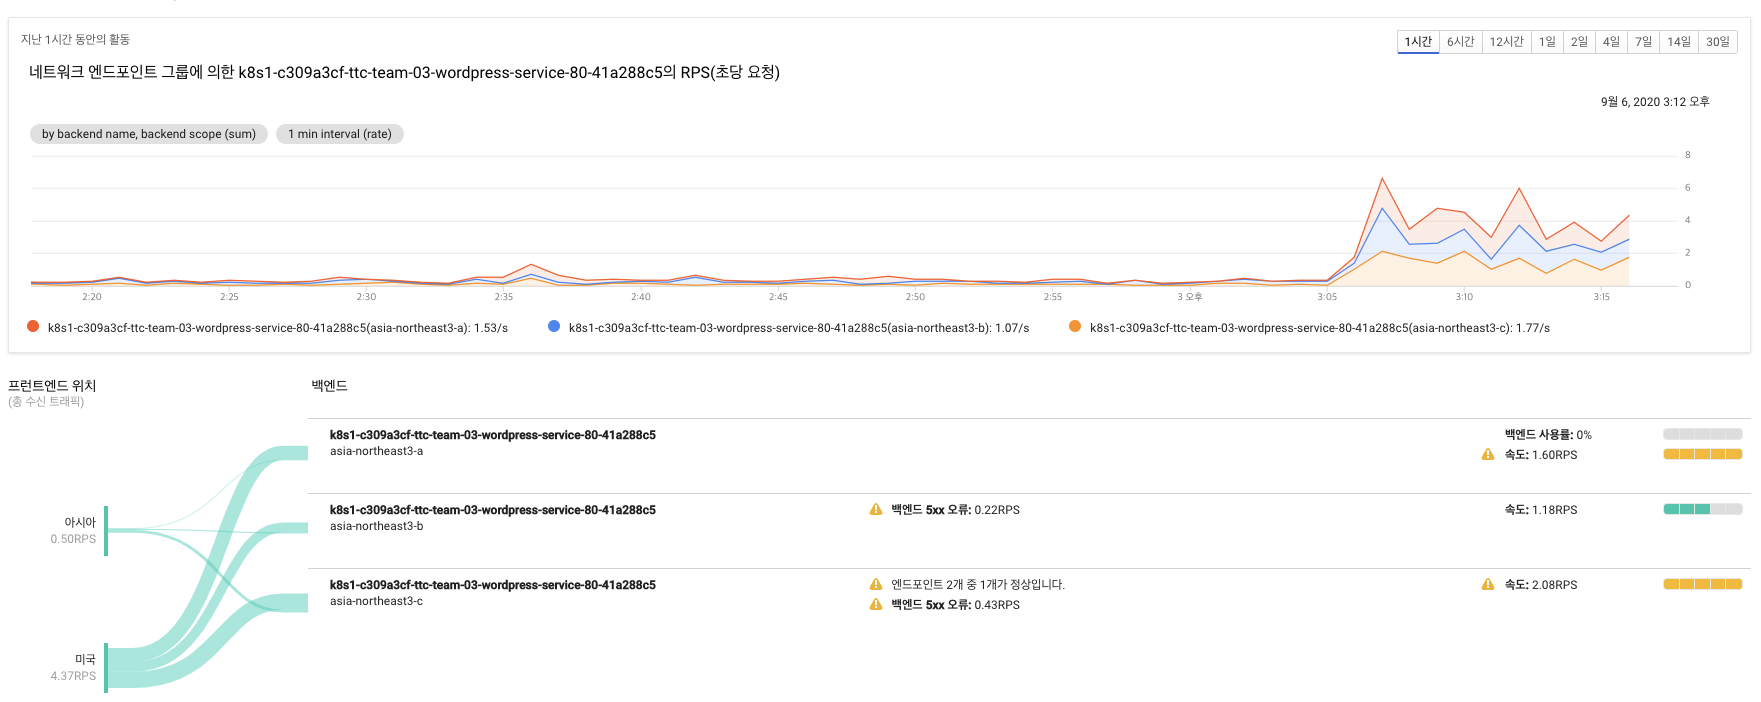 지난 1시간 동안의 활동
1시간 6시간 12시간 1일 2일 4일 7일 14일 30일
네트워크 엔드포인트 그룹에 의한 k8s1-c309a3cf-ttc-team-03-wordpress-service-80-41a288c5의 RPS(초당 요청)
9월 6, 2020 3:12 오후
by backend name, backend scope (sum) 1 min interval (rate)
8
6
4
2
0
2:20 2:25 2:30 2:35 2:40 2:45 2:50 2:55 3 오후 3:05 3:10 3:15
k8s1-c309a3cf-ttc-team-03-wordpress-service-80-41a288c5(asia-northeast3-a): 1.53/s k8s1-c309a3cf-ttc-team-03-wordpress-service-80-41a288c5(asia-northeast3-b): 1.07/s k8s1-c309a3cf-ttc-team-03-wordpress-service-80-41a288c5(asia-northeast3-c): 1.77/s
프런트엔드 위치 백엔드
(총 수신 트래픽)
k8s1-c309a3cf-ttc-team-03-wordpress-service-80-41a288c5 백엔드 사용률: 0%
asia-northeast3-a 속도: 1.60RPS
k8s1-c309a3cf-ttc-team-03-wordpress-service-80-41a288c5 백엔드 5xx 오류: 0.22RPS 속도: 1.18RPS
아시아 asia-northeast3-b
0.50RPS
k8s1-c309a3cf-ttc-team-03-wordpress-service-80-41a288c5 엔드포인트 2개 중 1개가 정상입니다. 속도: 2.08RPS
asia-northeast3-c 백엔드 5xx 오류: 0.43RPS
미국
4.37RPS